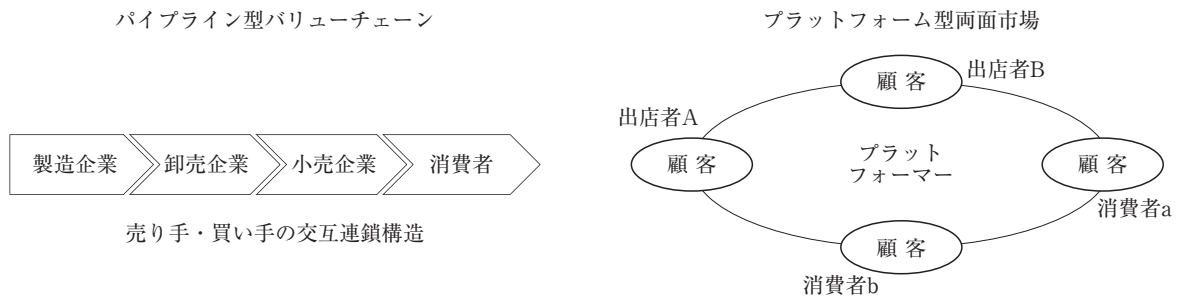 パイプライン型バリューチェーン
製造企業
卸売企業
小売企業
消費者
売り手・買い手の交互連鎖構造
プラットフォーム型両面市場
顧 客
出店者B
出店者A
顧 客
プラット
フォーマー
顧 客
消費者a
顧 客
消費者b